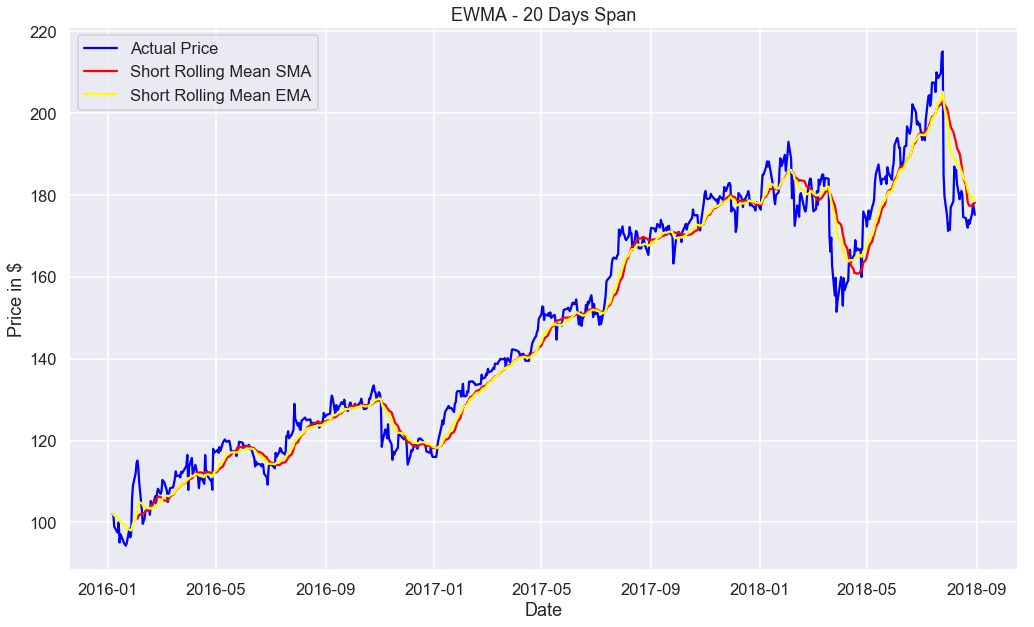 EWMA - 20 Days Span
Actual Price
Short Rolling Mean SMA
Short Rolling Mean EMA
Price in $
220
200
180
160
140
120
100
2016-01 2016-05 2016-09 2017-01 2017-05 2017-09 2018-01 2018-05 2018-09
Date